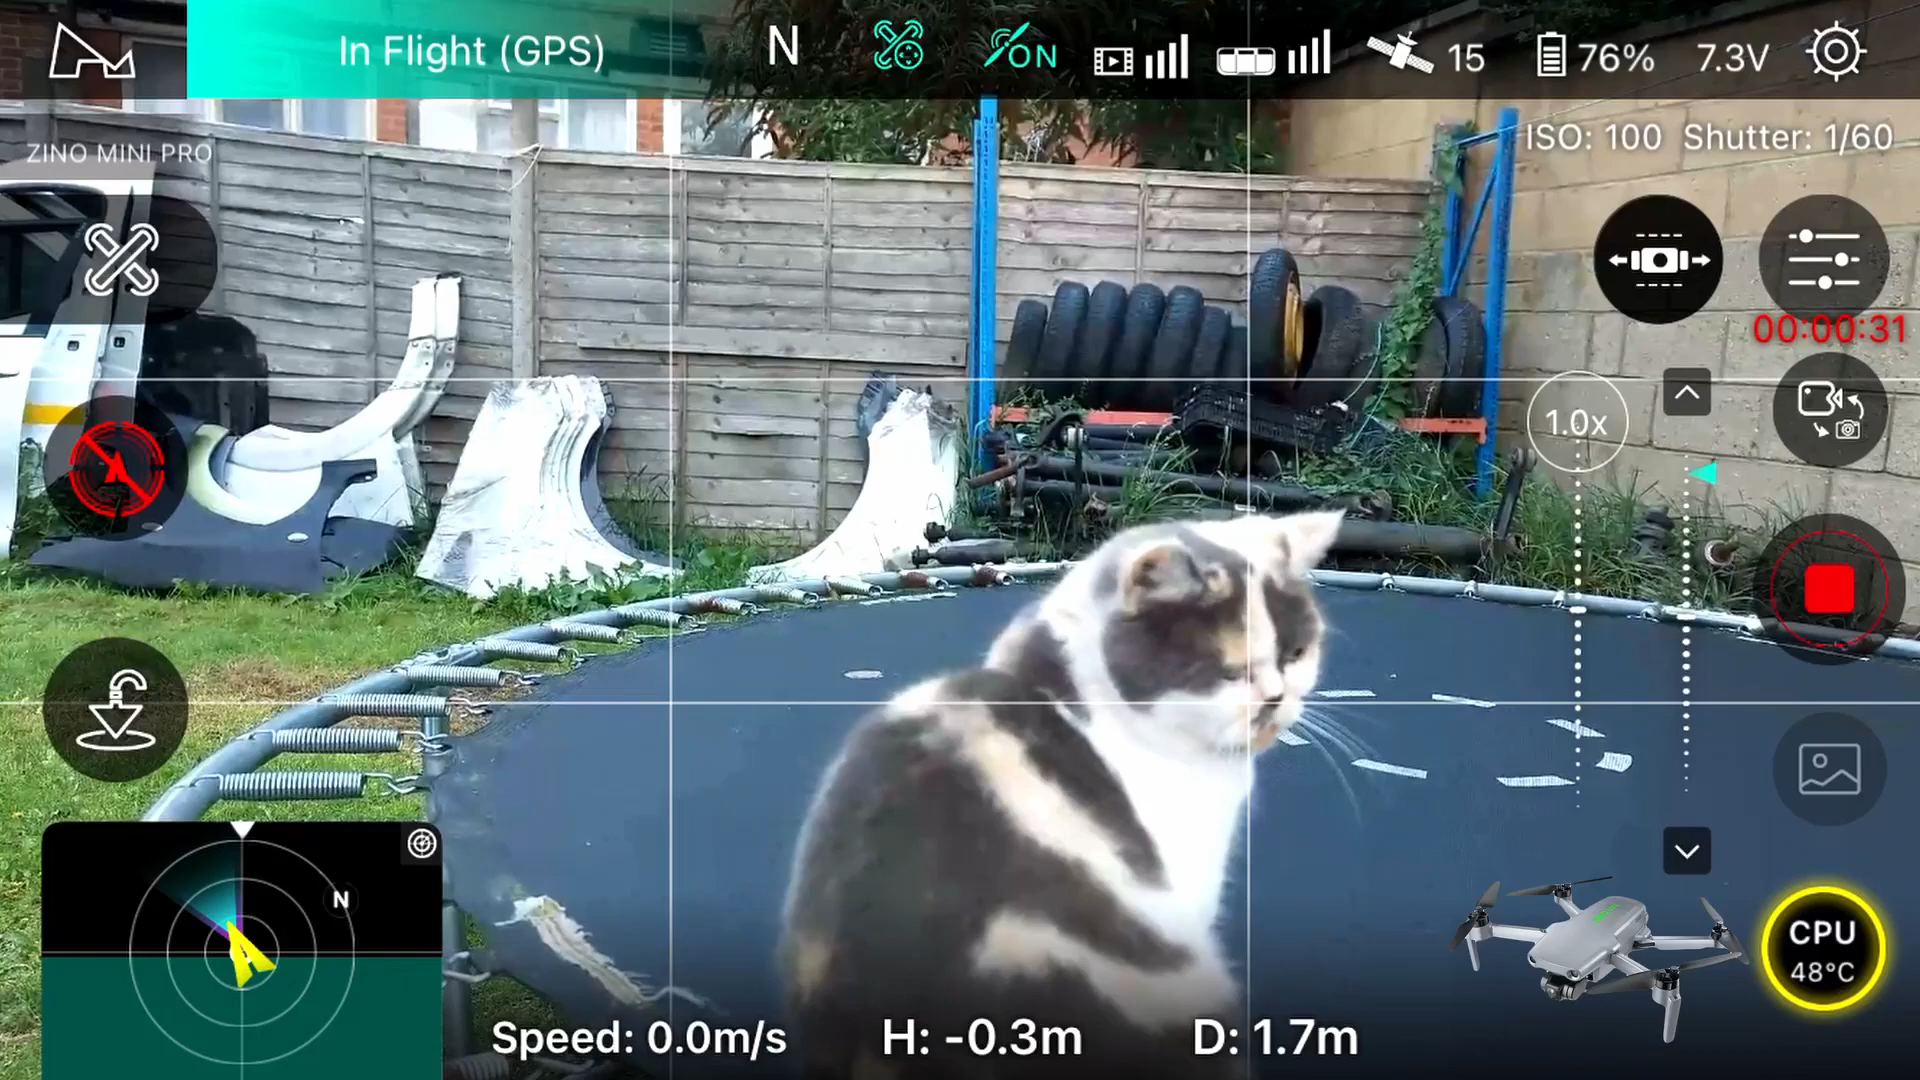 In Flight (GPS)
N
ON
15
76%
7.3V
ZINO MINI PRO
ISO: 100 Shutter: 1/60
00:00:31
1.0x
N
CPU
48°C
Speed: 0.0m/s
H: -0.3m
D: 1.7m